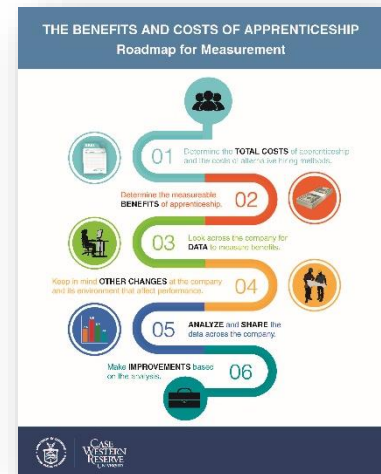 THE BENEFITS AND COSTS OF APPRENTICESHIP
Roadmap for Measurement
01
Determine the TOTAL COSTS of apprenticeship
and the costs of alternative hiring methods.
Determine the measureable
BENEFITS of apprenticeship.
02
03
Look across the company for
DATA to measure benefits.
Keep in mind OTHER CHANGES at the company
and its environment that affect performance.
04
05
ANALYZE and SHARE the
data across the company.
Make IMPROVEMENTS based
on the analysis.
06
CASE
WESTERN
RESERVE
UNIVERSITY